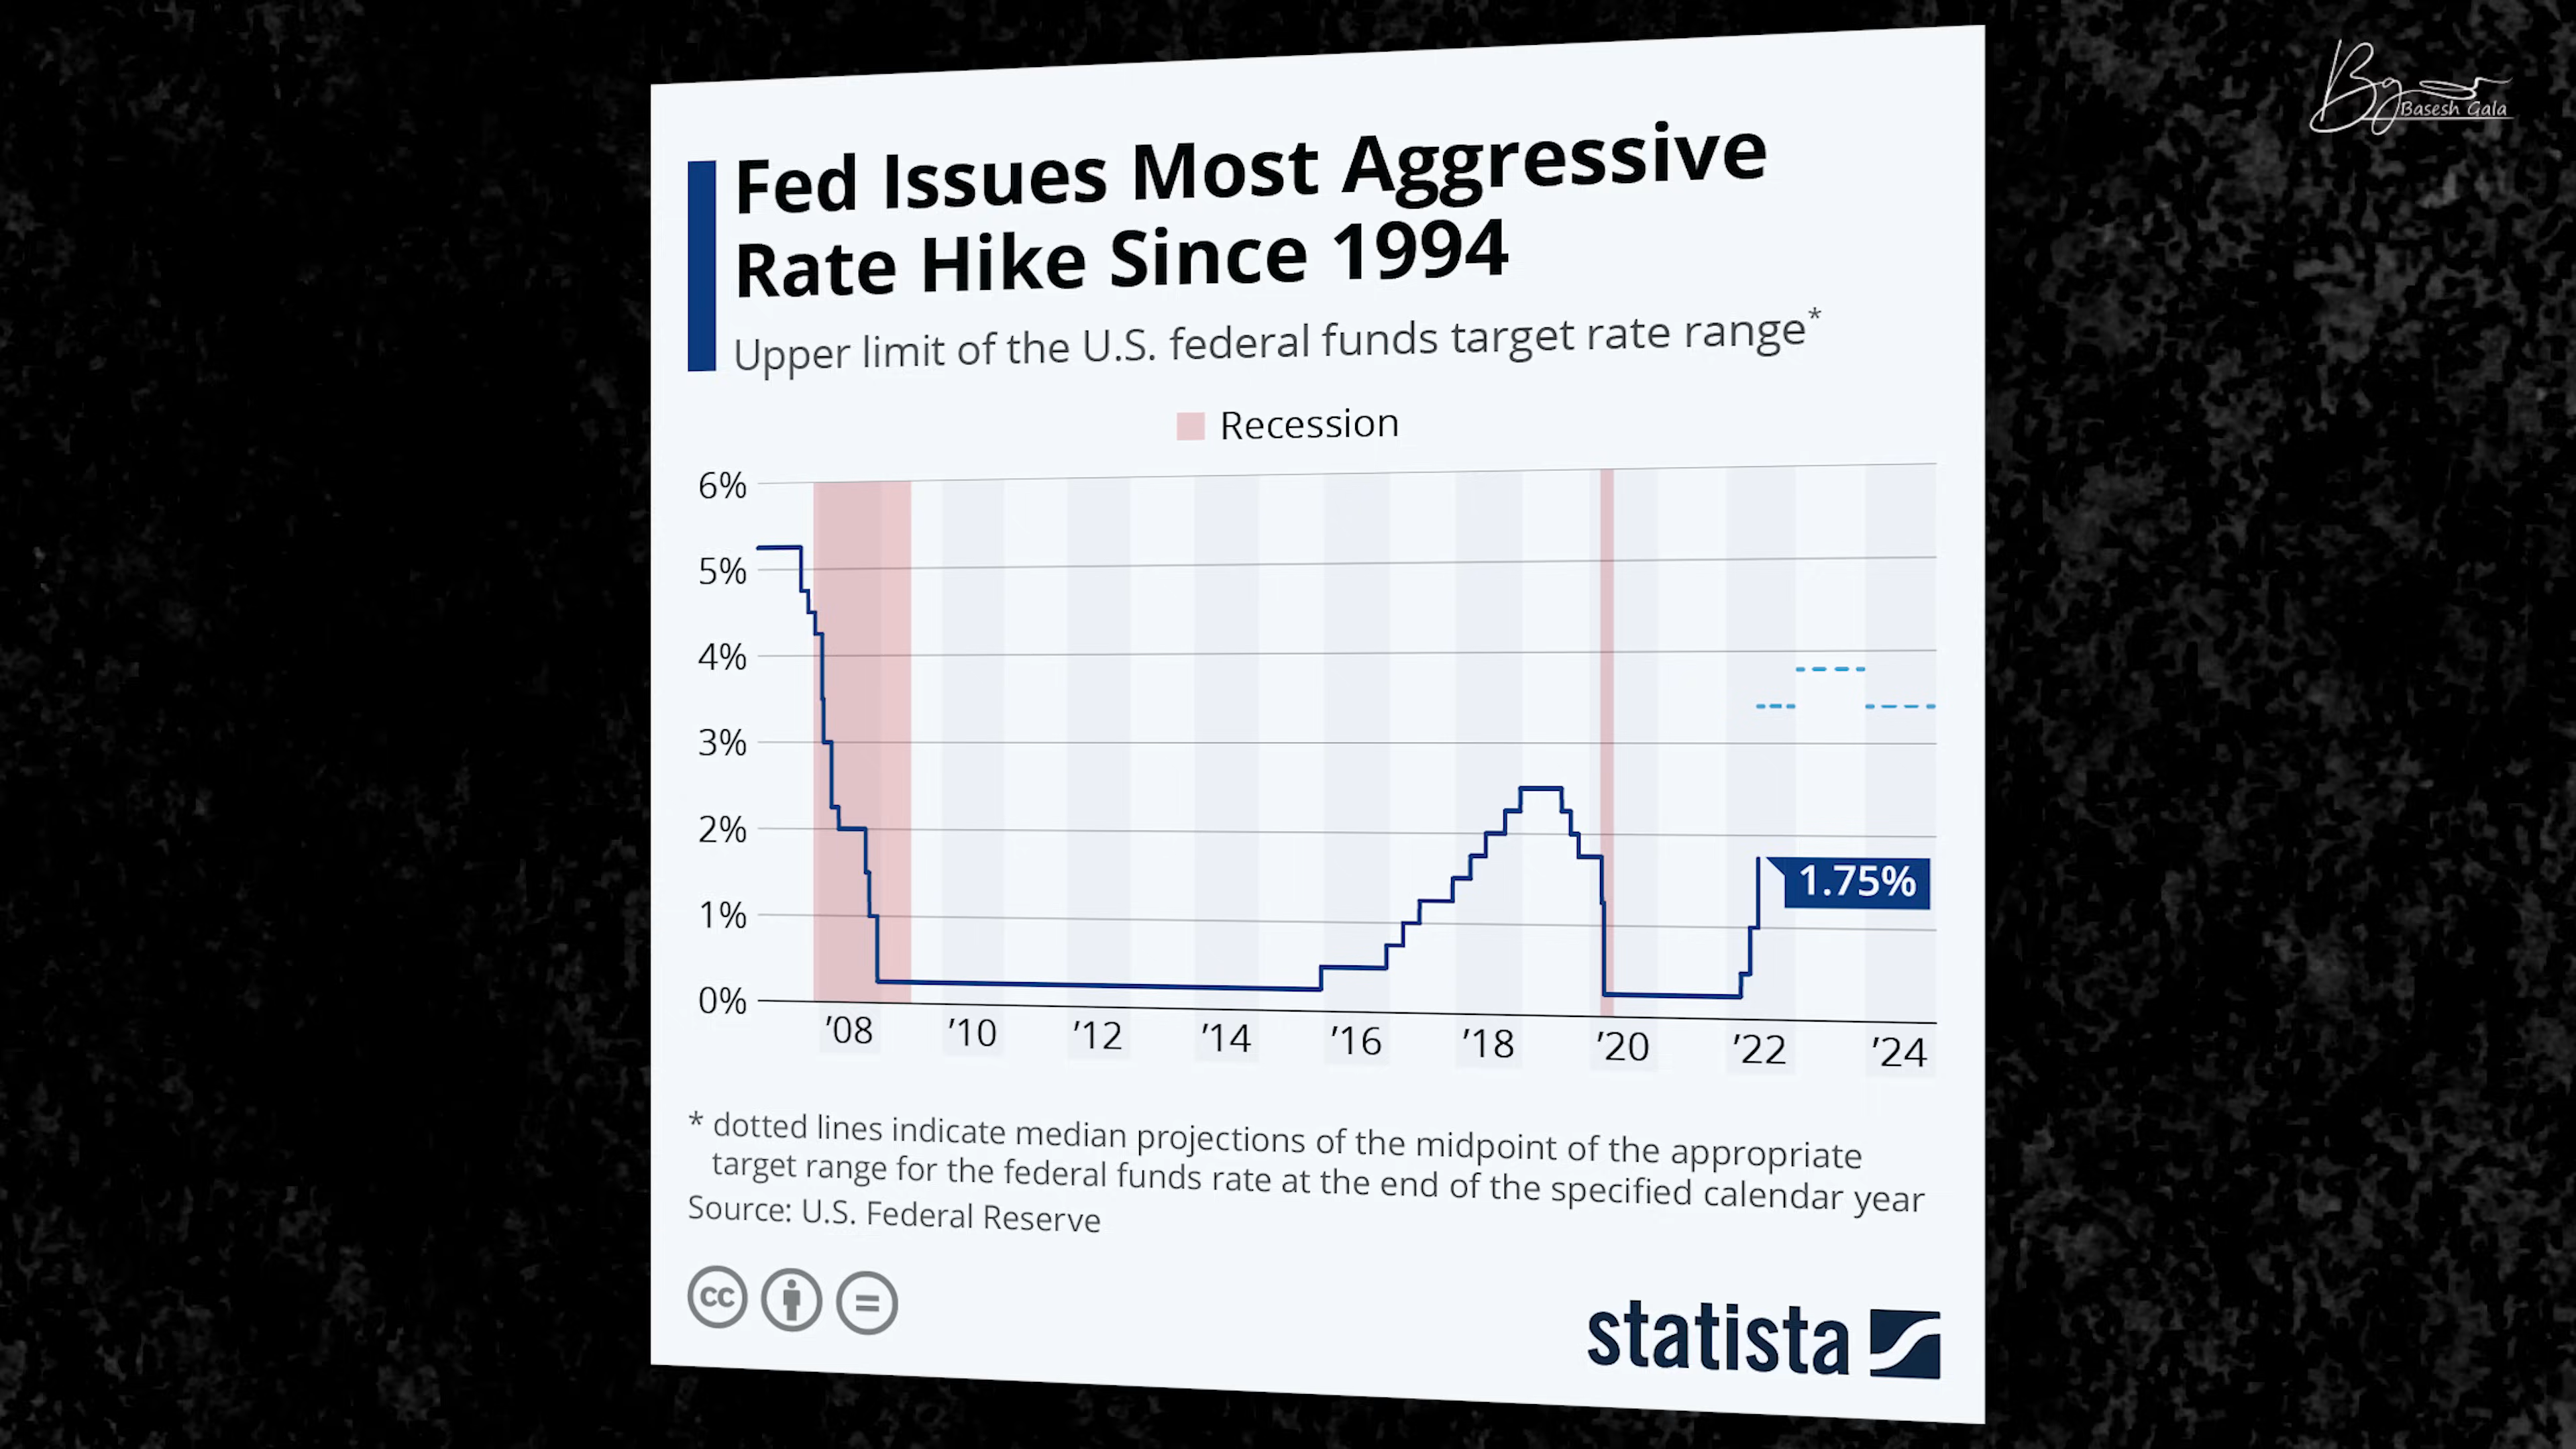 Basesh Gala
Fed Issues Most Aggressive
Rate Hike Since 1994
Upper limit of the U.S. federal funds target rate range*
Recession
6%
5%
4%
3%
2%
1%
0%
1.75%
’08 ’10 ’12 ’14 ’16 ’18 ’20 ’22 ’24
* dotted lines indicate median projections of the midpoint of the appropriate
target range for the federal funds rate at the end of the specified calendar year
Source: U.S. Federal Reserve
cc
statista